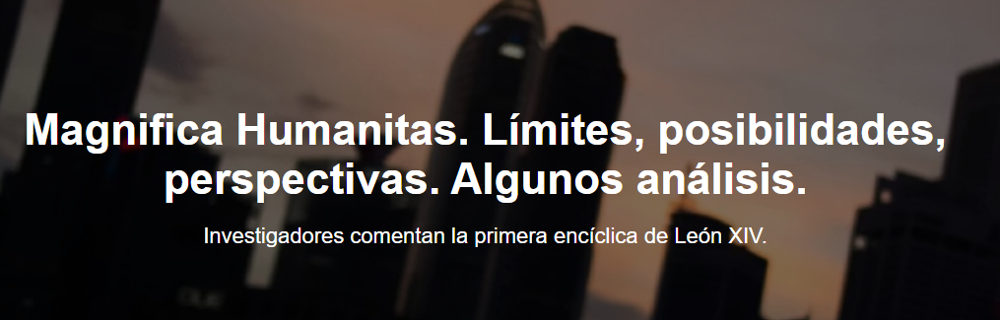 Magnifica Humanitas. Límites, posibilidades,
perspectivas. Algunos análisis.
Investigadores comentan la primera encíclica de León XIV.